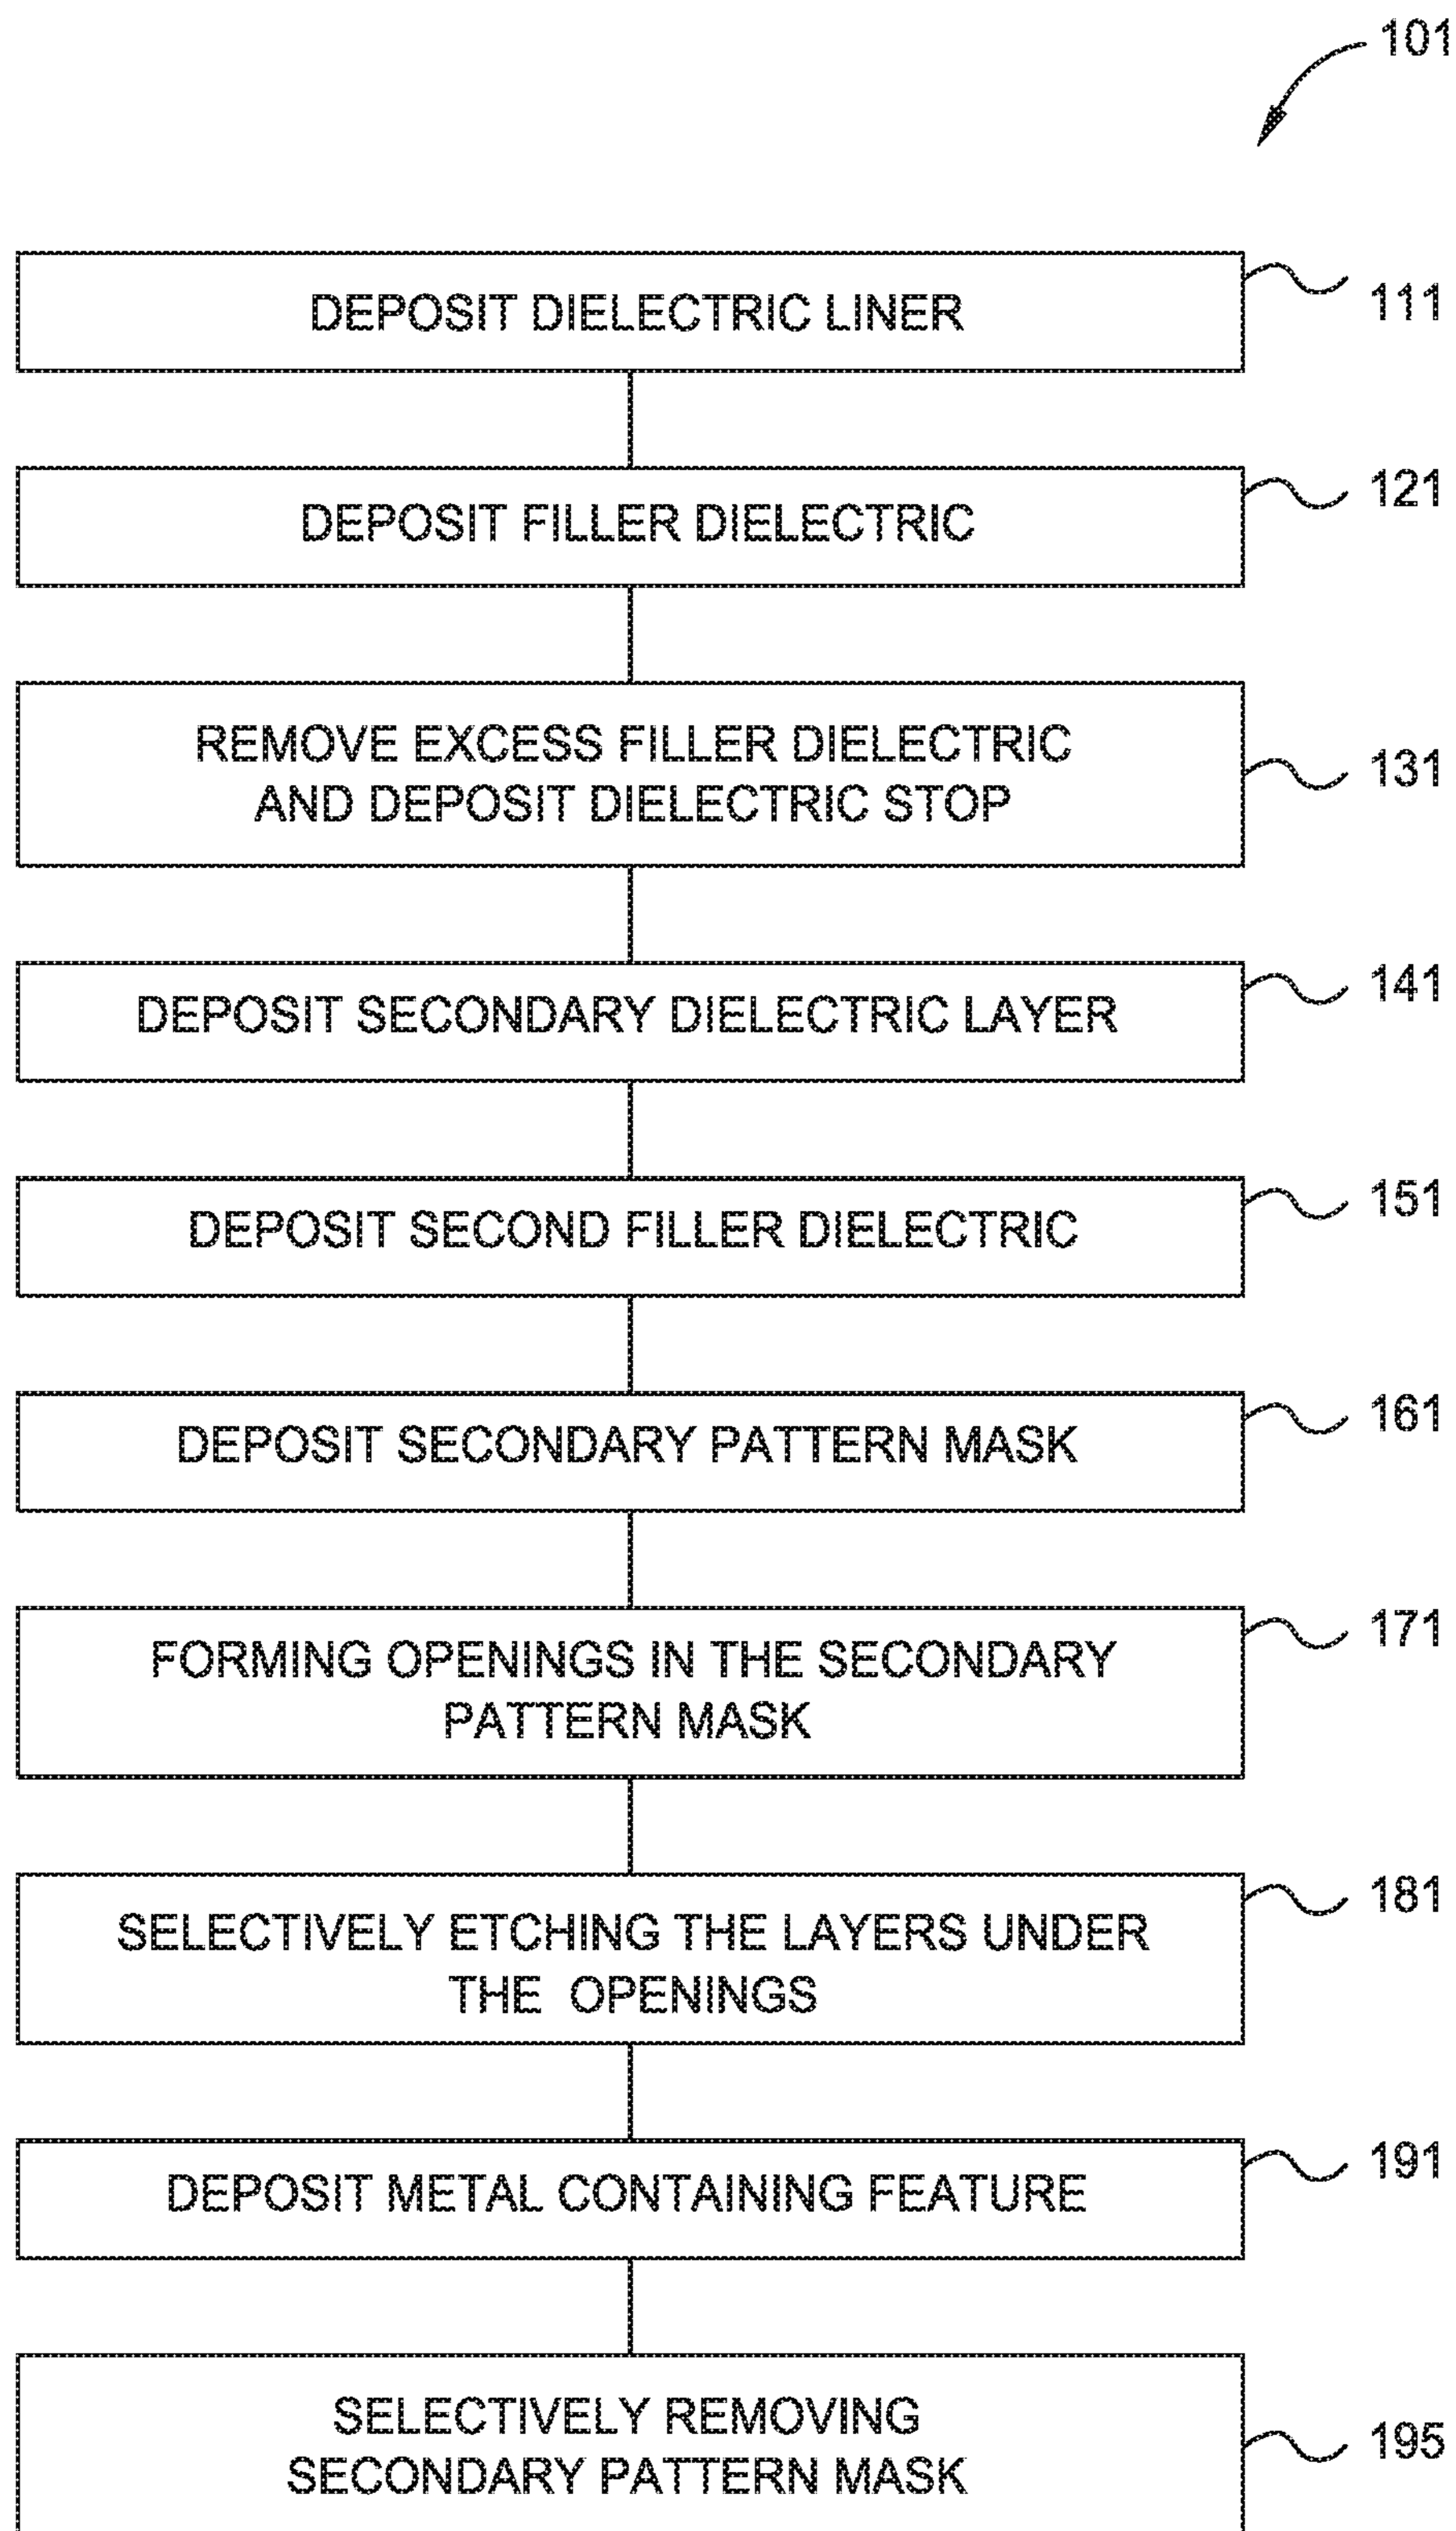 101
DEPOSIT DIELECTRIC LINER
111
DEPOSIT FILLER DIELECTRIC
121
REMOVE EXCESS FILLER DIELECTRIC
AND DEPOSIT DIELECTRIC STOP
131
DEPOSIT SECONDARY DIELECTRIC LAYER
141
DEPOSIT SECOND FILLER DIELECTRIC
151
DEPOSIT SECONDARY PATTERN MASK
161
FORMING OPENINGS IN THE SECONDARY
PATTERN MASK
171
SELECTIVELY ETCHING THE LAYERS UNDER
THE OPENINGS
181
DEPOSIT METAL CONTAINING FEATURE
191
SELECTIVELY REMOVING
SECONDARY PATTERN MASK
195